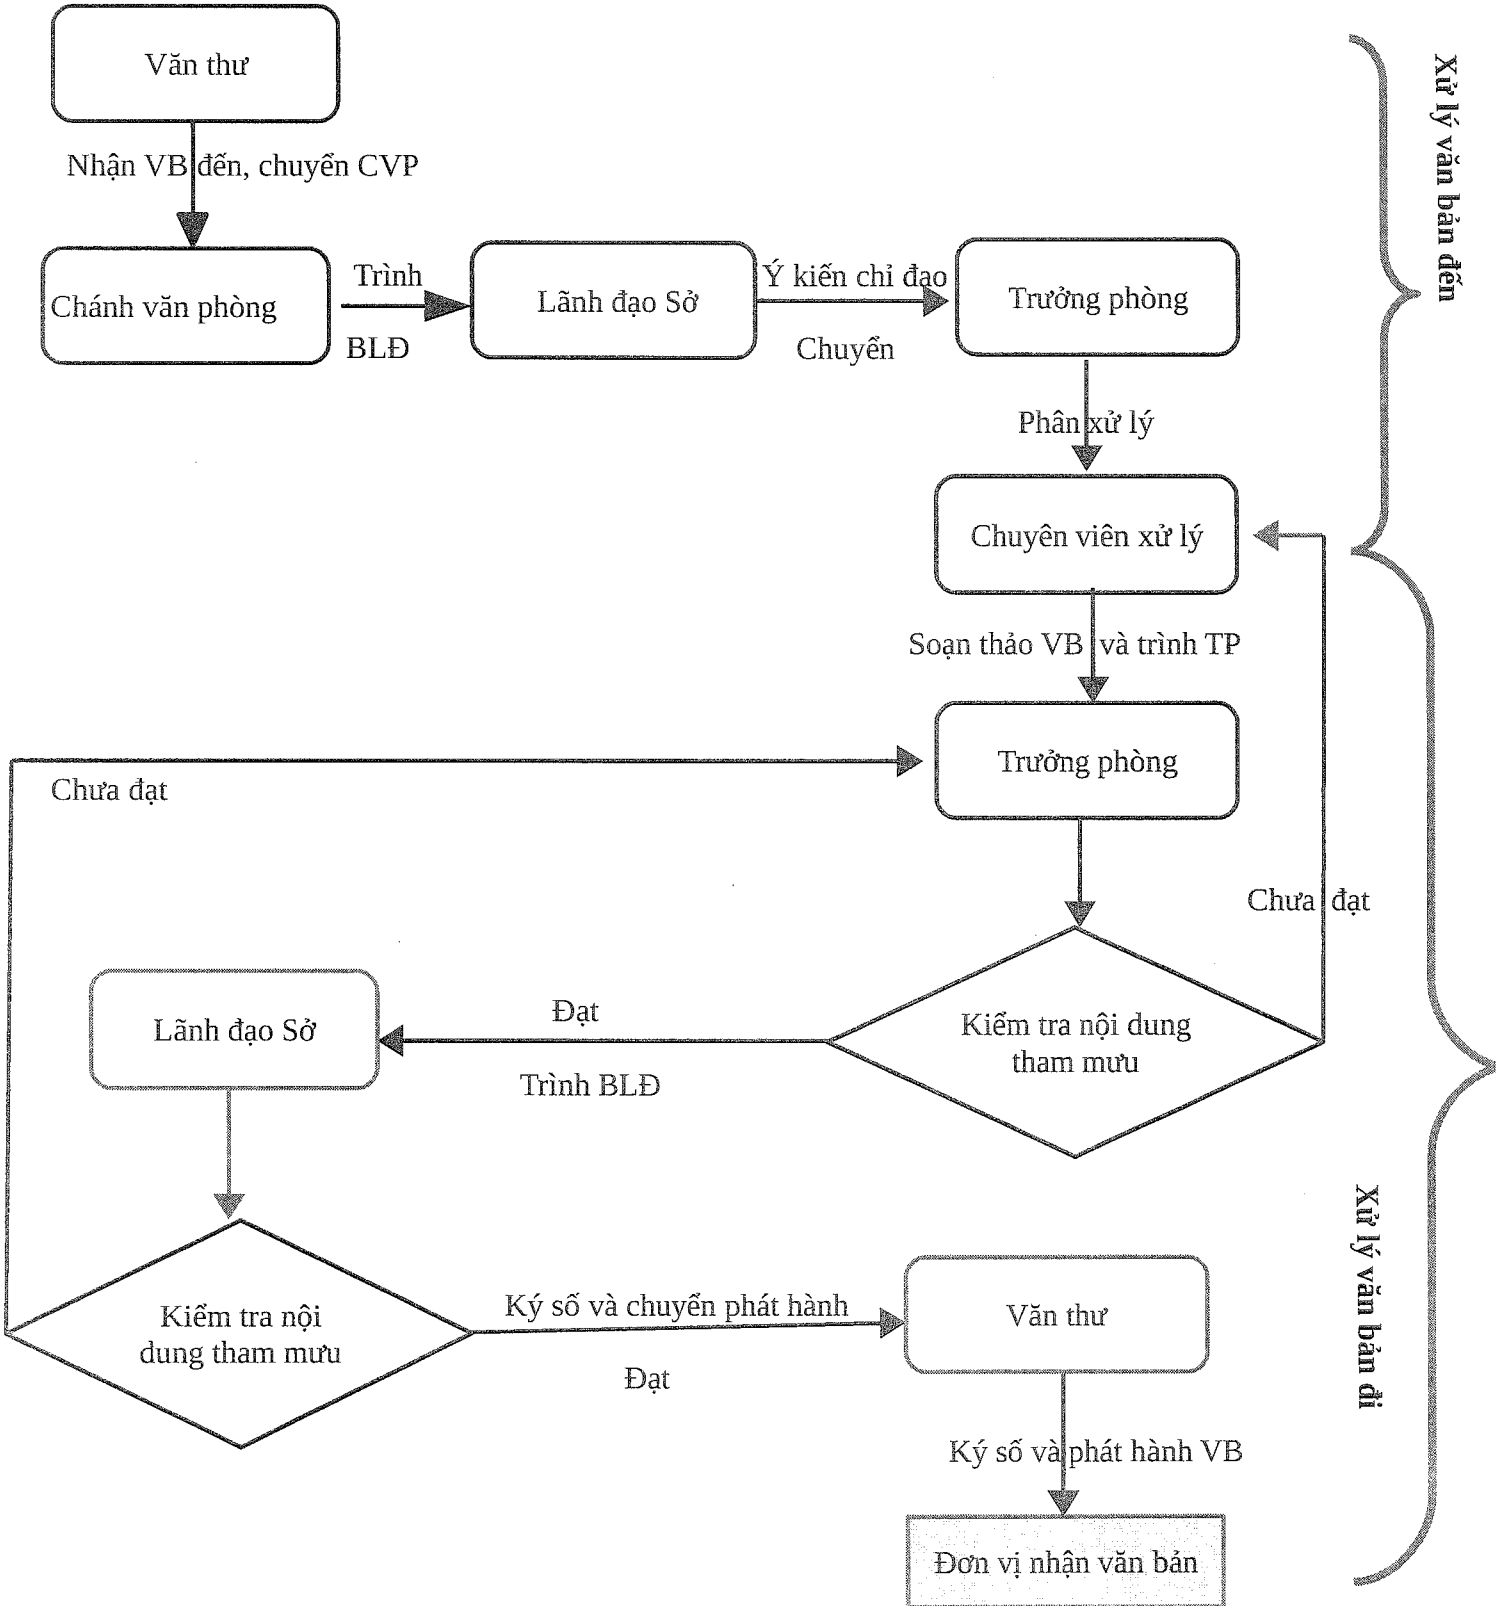 Văn thư
Nhận VB đến, chuyển CVP
Chánh văn phòng
Trình
BLĐ
Lãnh đạo Sở
Ý kiến chỉ đạo
Chuyển
Trưởng phòng
Xử lý văn bản đến
Phân xử lý
Chuyên viên xử lý
Soạn thảo VB và trình TP
Trưởng phòng
Chưa đạt
Chưa đạt
Kiểm tra nội dung
tham mưu
Đạt
Trình BLĐ
Lãnh đạo Sở
Kiểm tra nội
dung tham mưu
Ký số và chuyển phát hành
Đạt
Văn thư
Xử lý văn bản đi
Ký số và phát hành VB
Đơn vị nhận văn bản